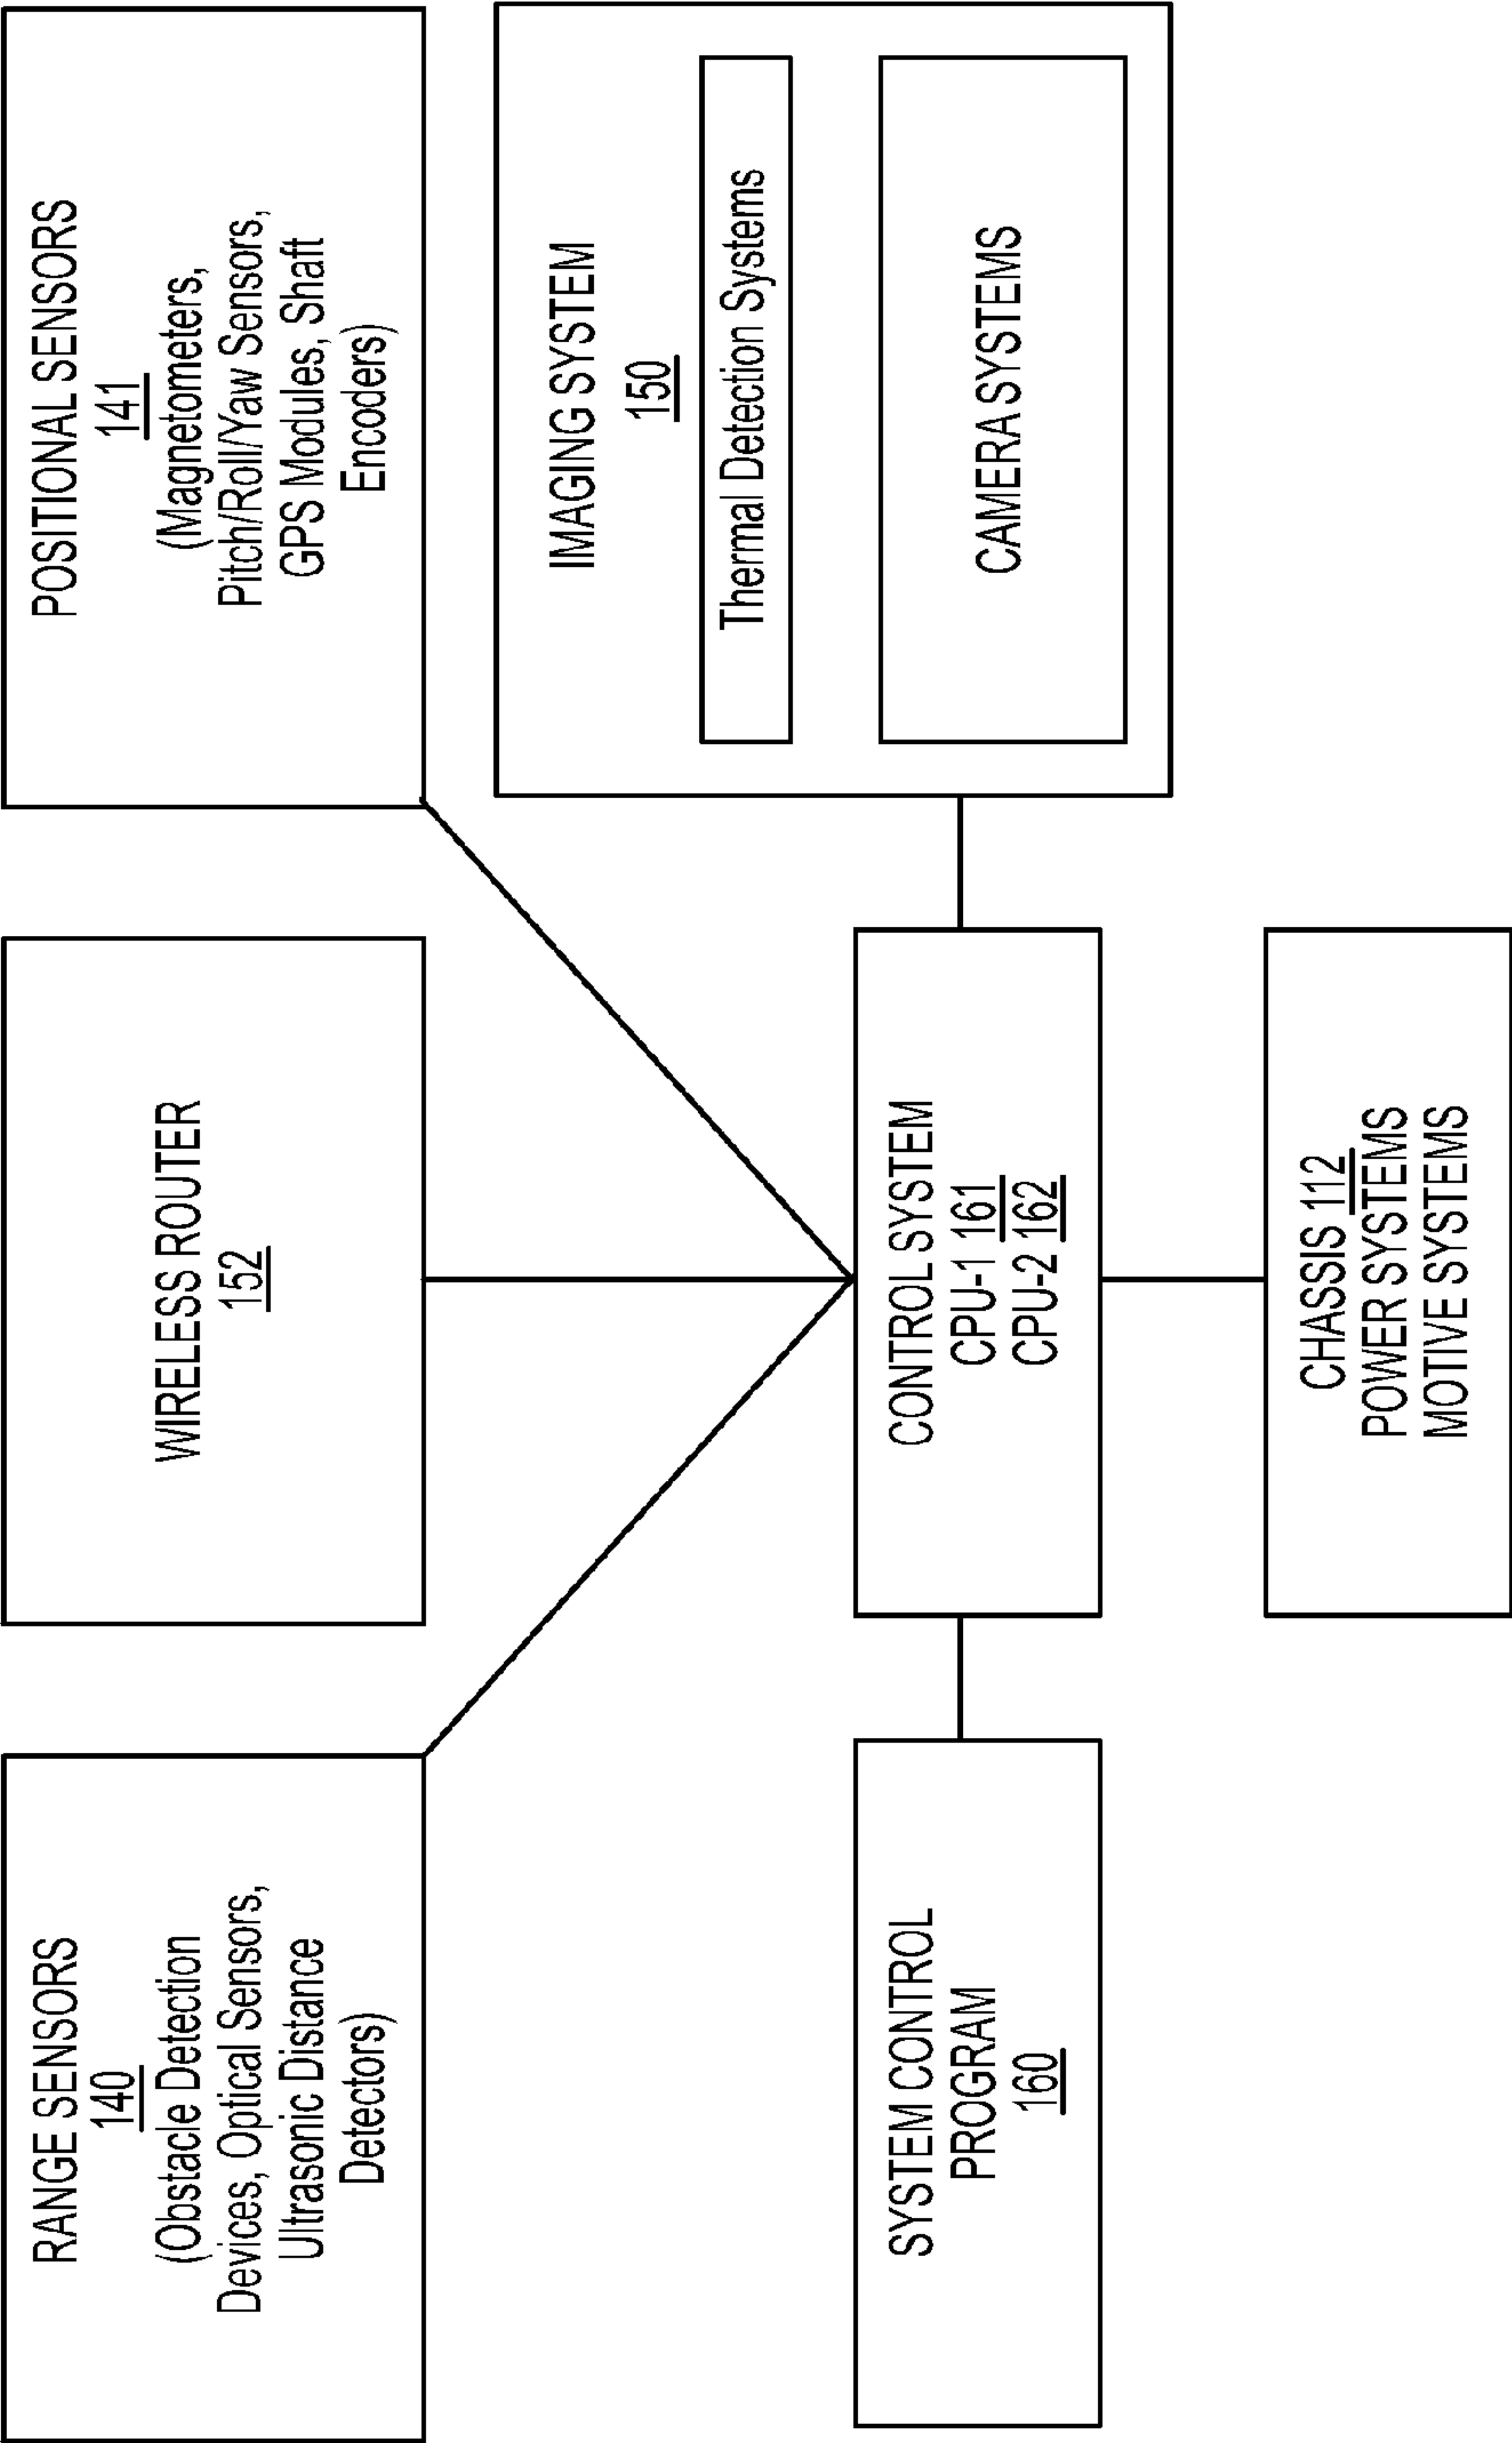 RANGE SENSORS
140
(Obstacle Detection
Devices, Optical Sensors,
Ultrasonic Distance
Detectors)
WIRELESS ROUTER
152
POSITIONAL SENSORS
141
(Magnetometers,
Pitch/Roll/Yaw Sensors,
GPS Modules, Shaft
Encoders)
SYSTEM CONTROL
PROGRAM
160
CONTROL SYSTEM
CPU-1 161
CPU-2 162
IMAGING SYSTEM
150
Thermal Detection Systems
CAMERA SYSTEMS
CHASSIS 112
POWER SYSTEMS
MOTIVE SYSTEMS